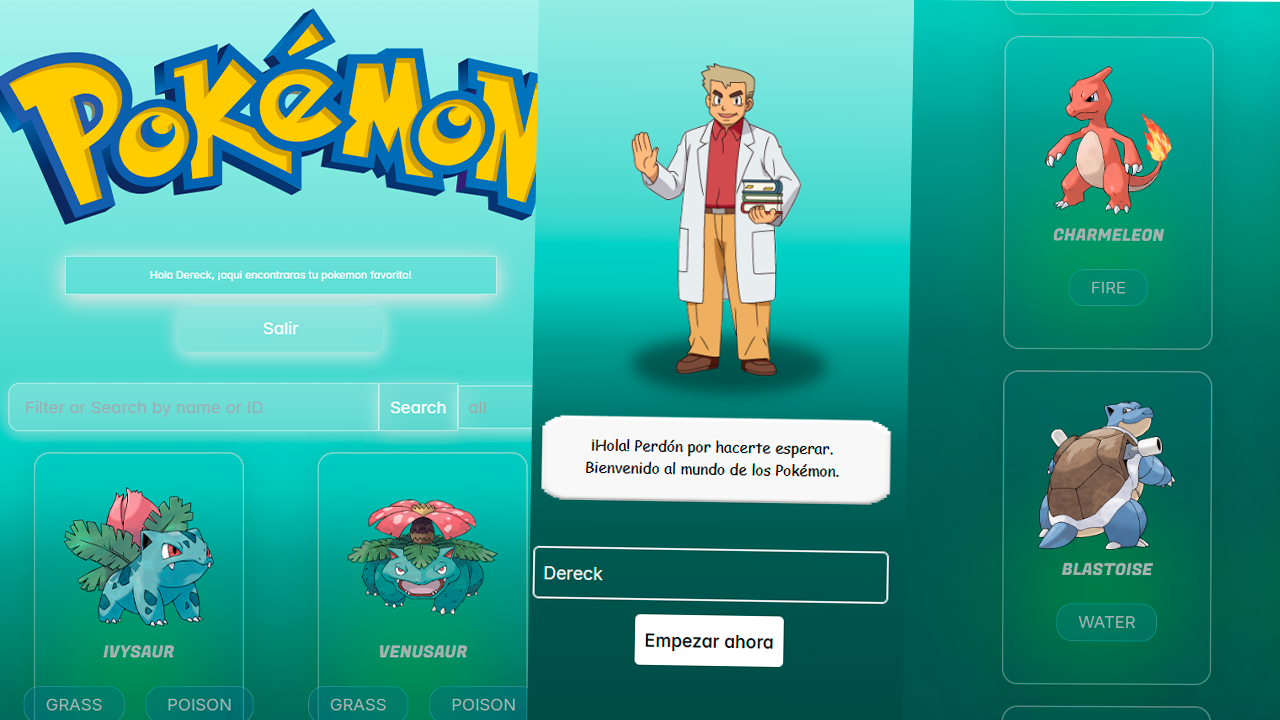 POKéMON
Hola Dereck, ¡aqui encontraras tu pokemon favorito!
Salir
Filter or Search by name or ID
Search
all
IVYSAUR
GRASS
POISON
VENUSAUR
GRASS
POISON
¡Hola! Perdón por hacerte esperar.
Bienvenido al mundo de los Pokémon.
Dereck
Empezar ahora
CHARMELEON
FIRE
BLASTOISE
WATER